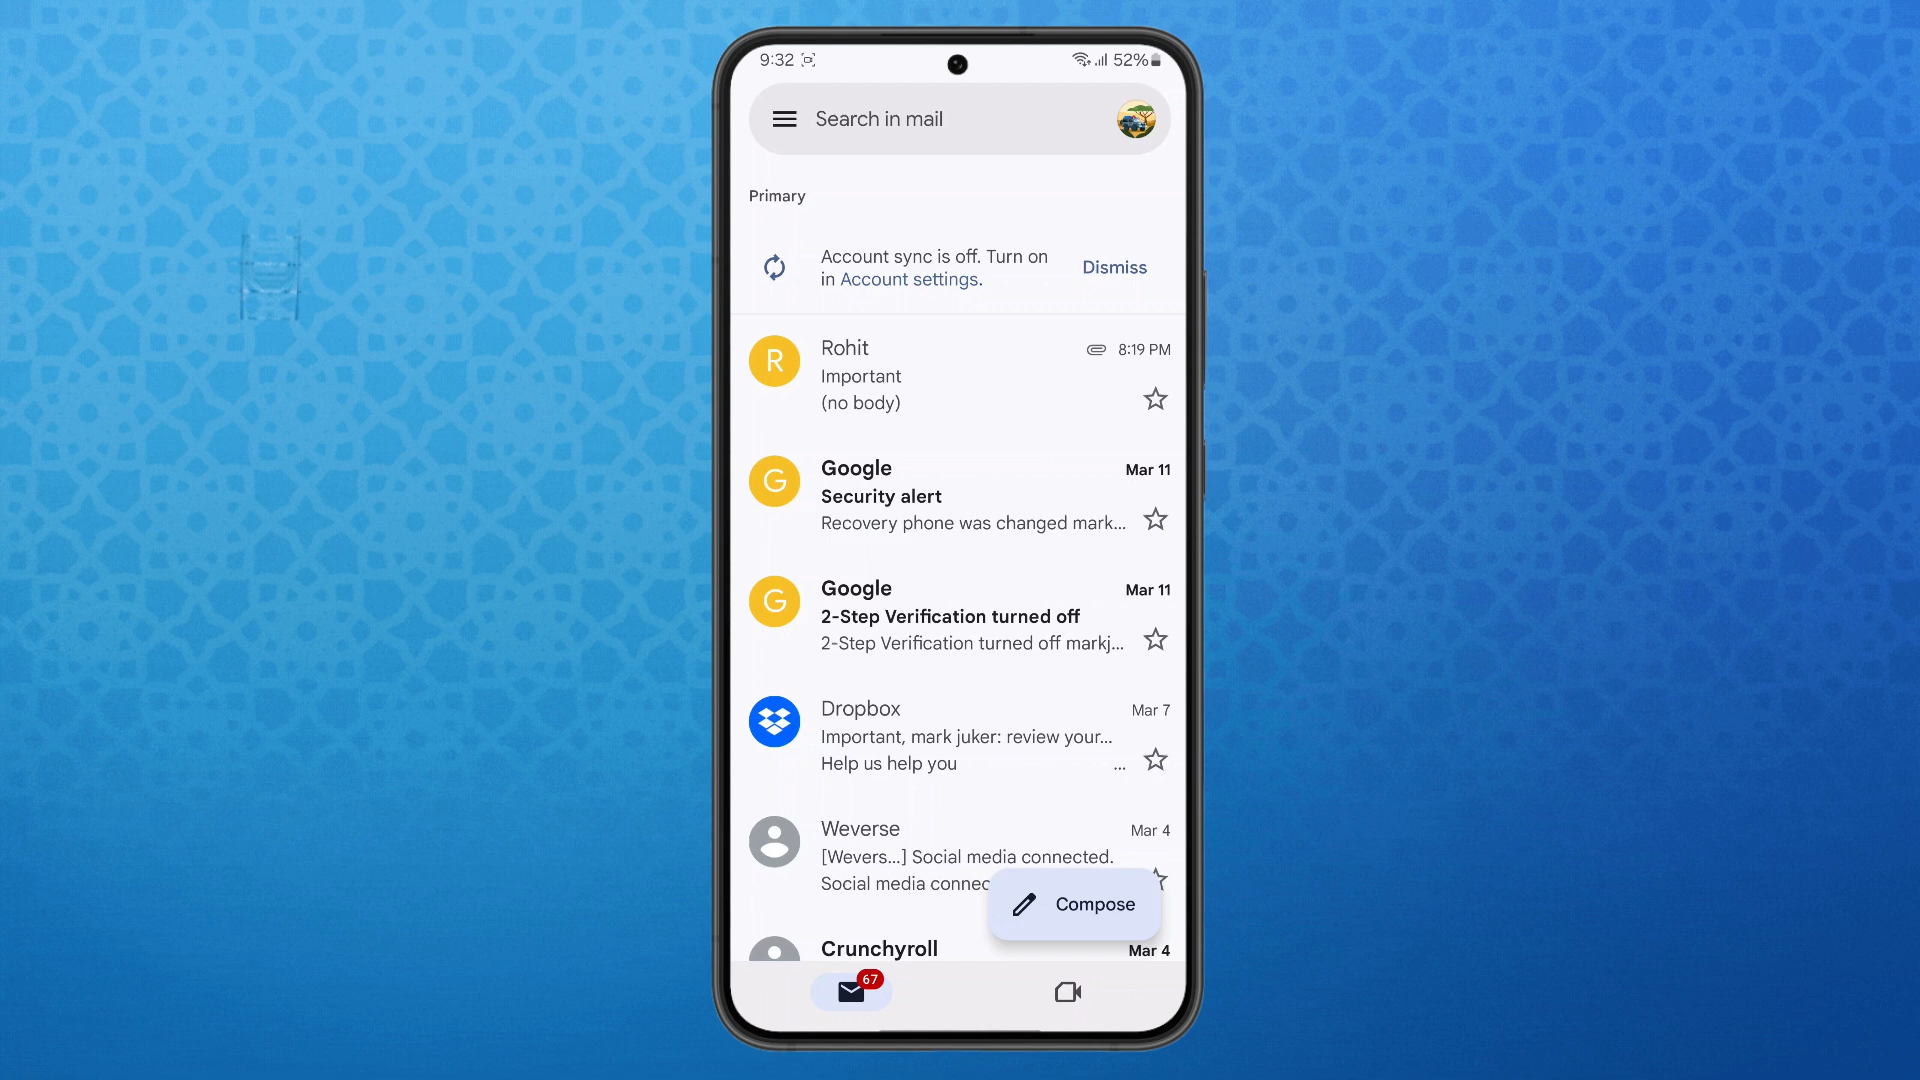 9:32 52%
Search in mail
Primary
Account sync is off. Turn on
in Account settings.
Dismiss
R
Rohit 8:19 PM
Important
(no body)
G
Google Mar 11
Security alert
Recovery phone was changed mark...
G
Google Mar 11
2-Step Verification turned off
2-Step Verification turned off markj...
Dropbox Mar 7
Important, mark juker: review your...
Help us help you ...
Weverse Mar 4
[Wevers...] Social media connected.
Social media connec
Compose
Crunchyroll Mar 4
67